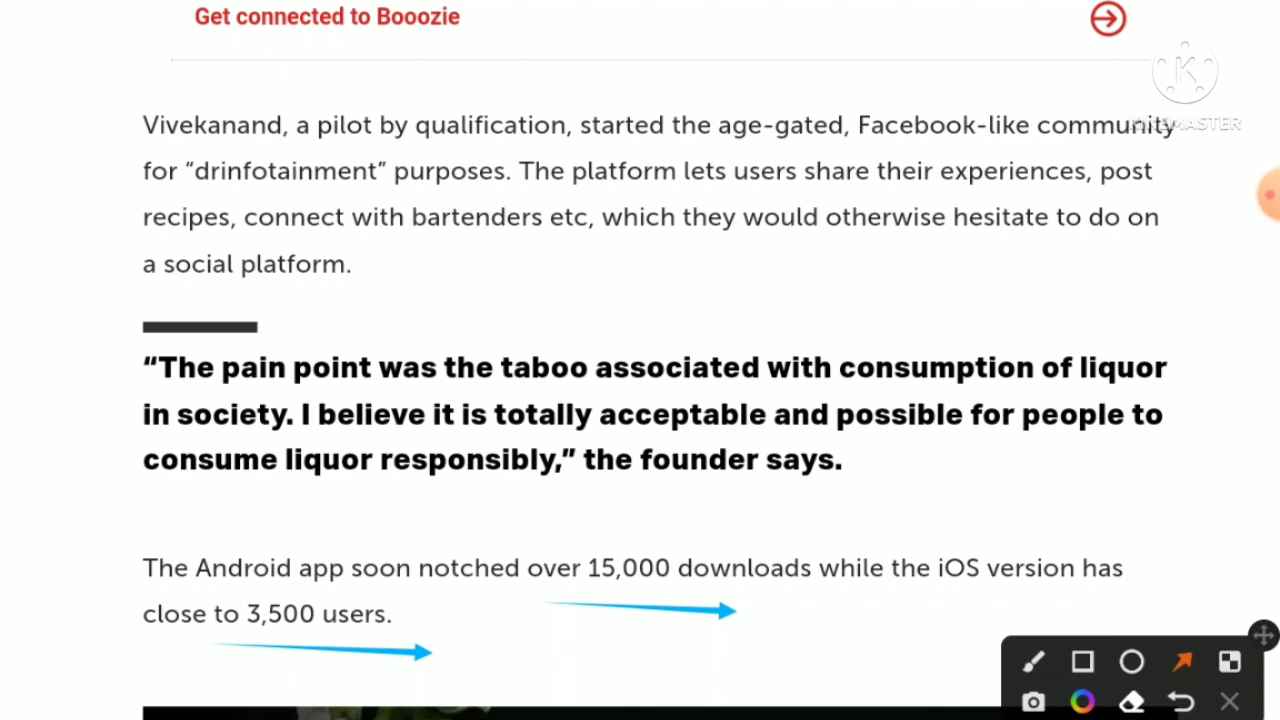 Get connected to Booozie
Vivekanand, a pilot by qualification, started the age-gated, Facebook-like community
KINEMASTER
for “drinfotainment” purposes. The platform lets users share their experiences, post
recipes, connect with bartenders etc, which they would otherwise hesitate to do on
a social platform.
“The pain point was the taboo associated with consumption of liquor
in society. I believe it is totally acceptable and possible for people to
consume liquor responsibly,” the founder says.
The Android app soon notched over 15,000 downloads while the iOS version has
close to 3,500 users.